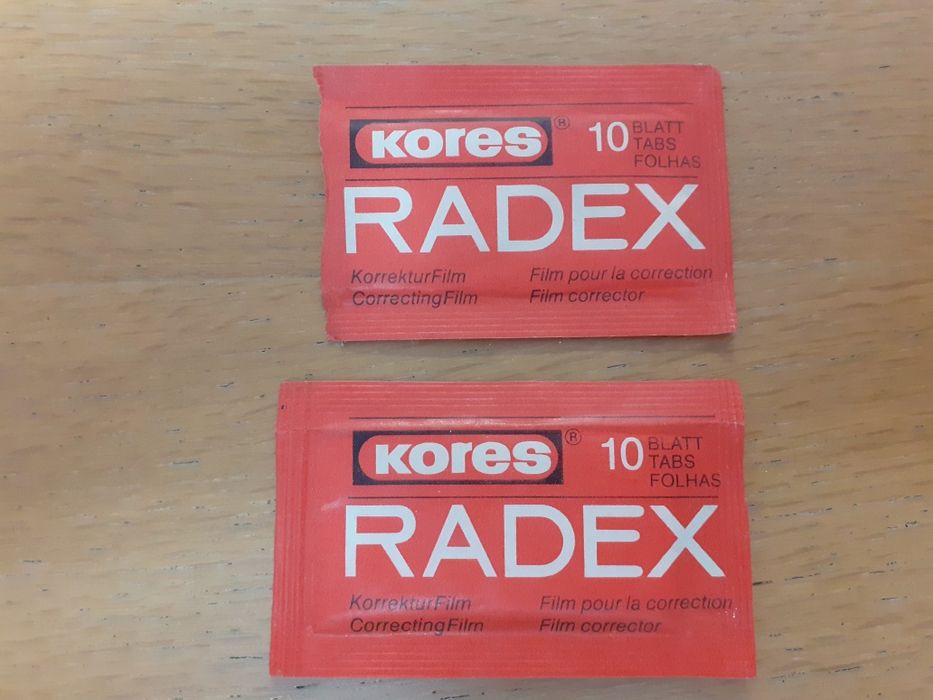 Kores® 10 BLATT
TABS
FOLHAS
RADEX
KorrekturFilm Film pour la correction
CorrectingFilm Film corrector
Kores® 10 BLATT
TABS
FOLHAS
RADEX
KorrekturFilm Film pour la correction
CorrectingFilm Film corrector